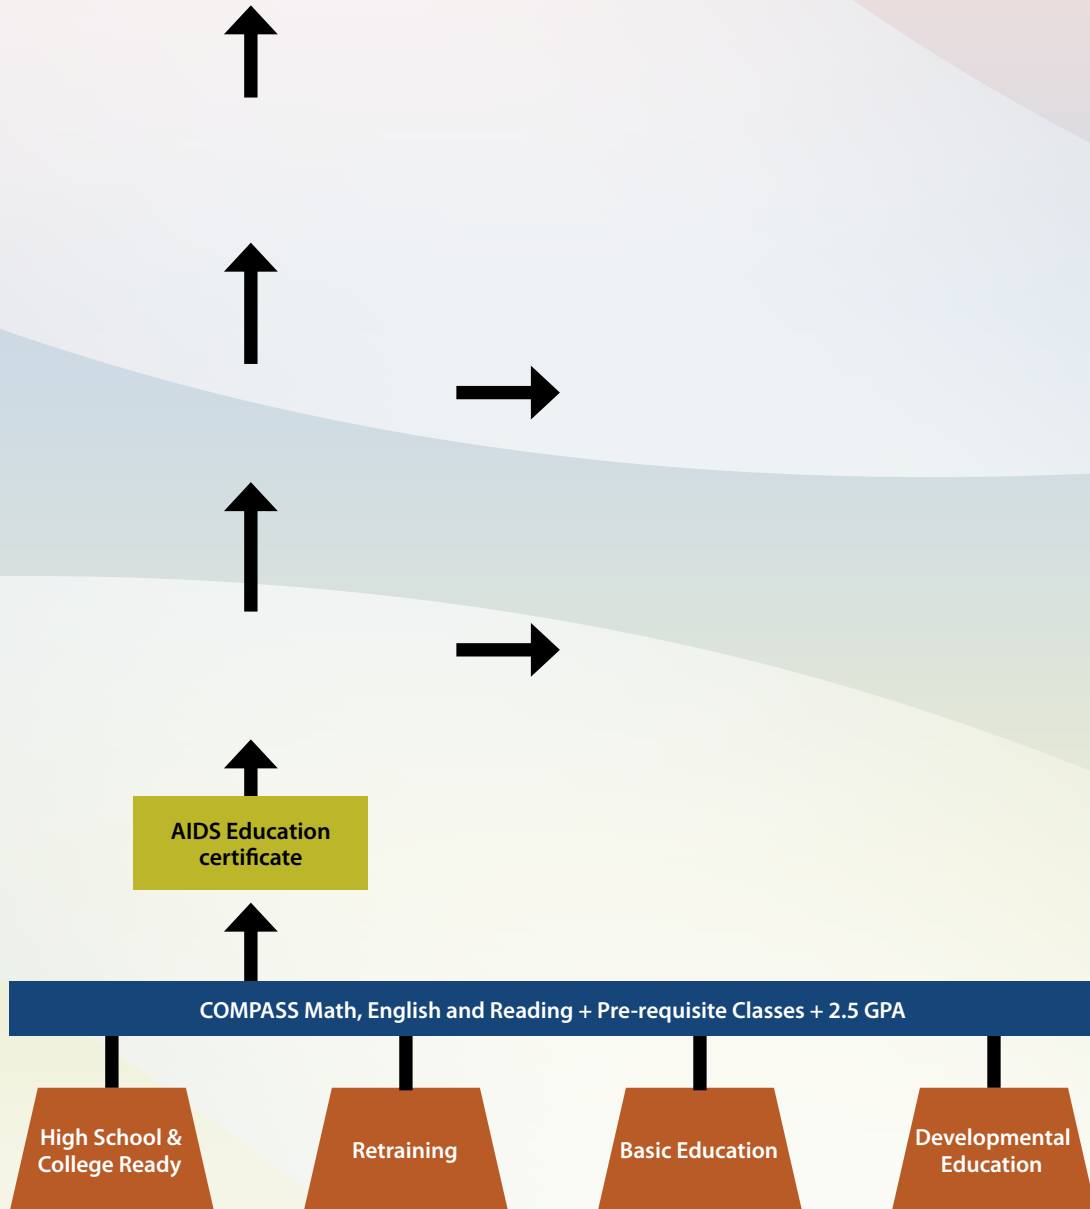 AIDS Education
certificate
COMPASS Math, English and Reading + Pre-requisite Classes + 2.5 GPA
High School &
College Ready
Retraining
Basic Education
Developmental
Education